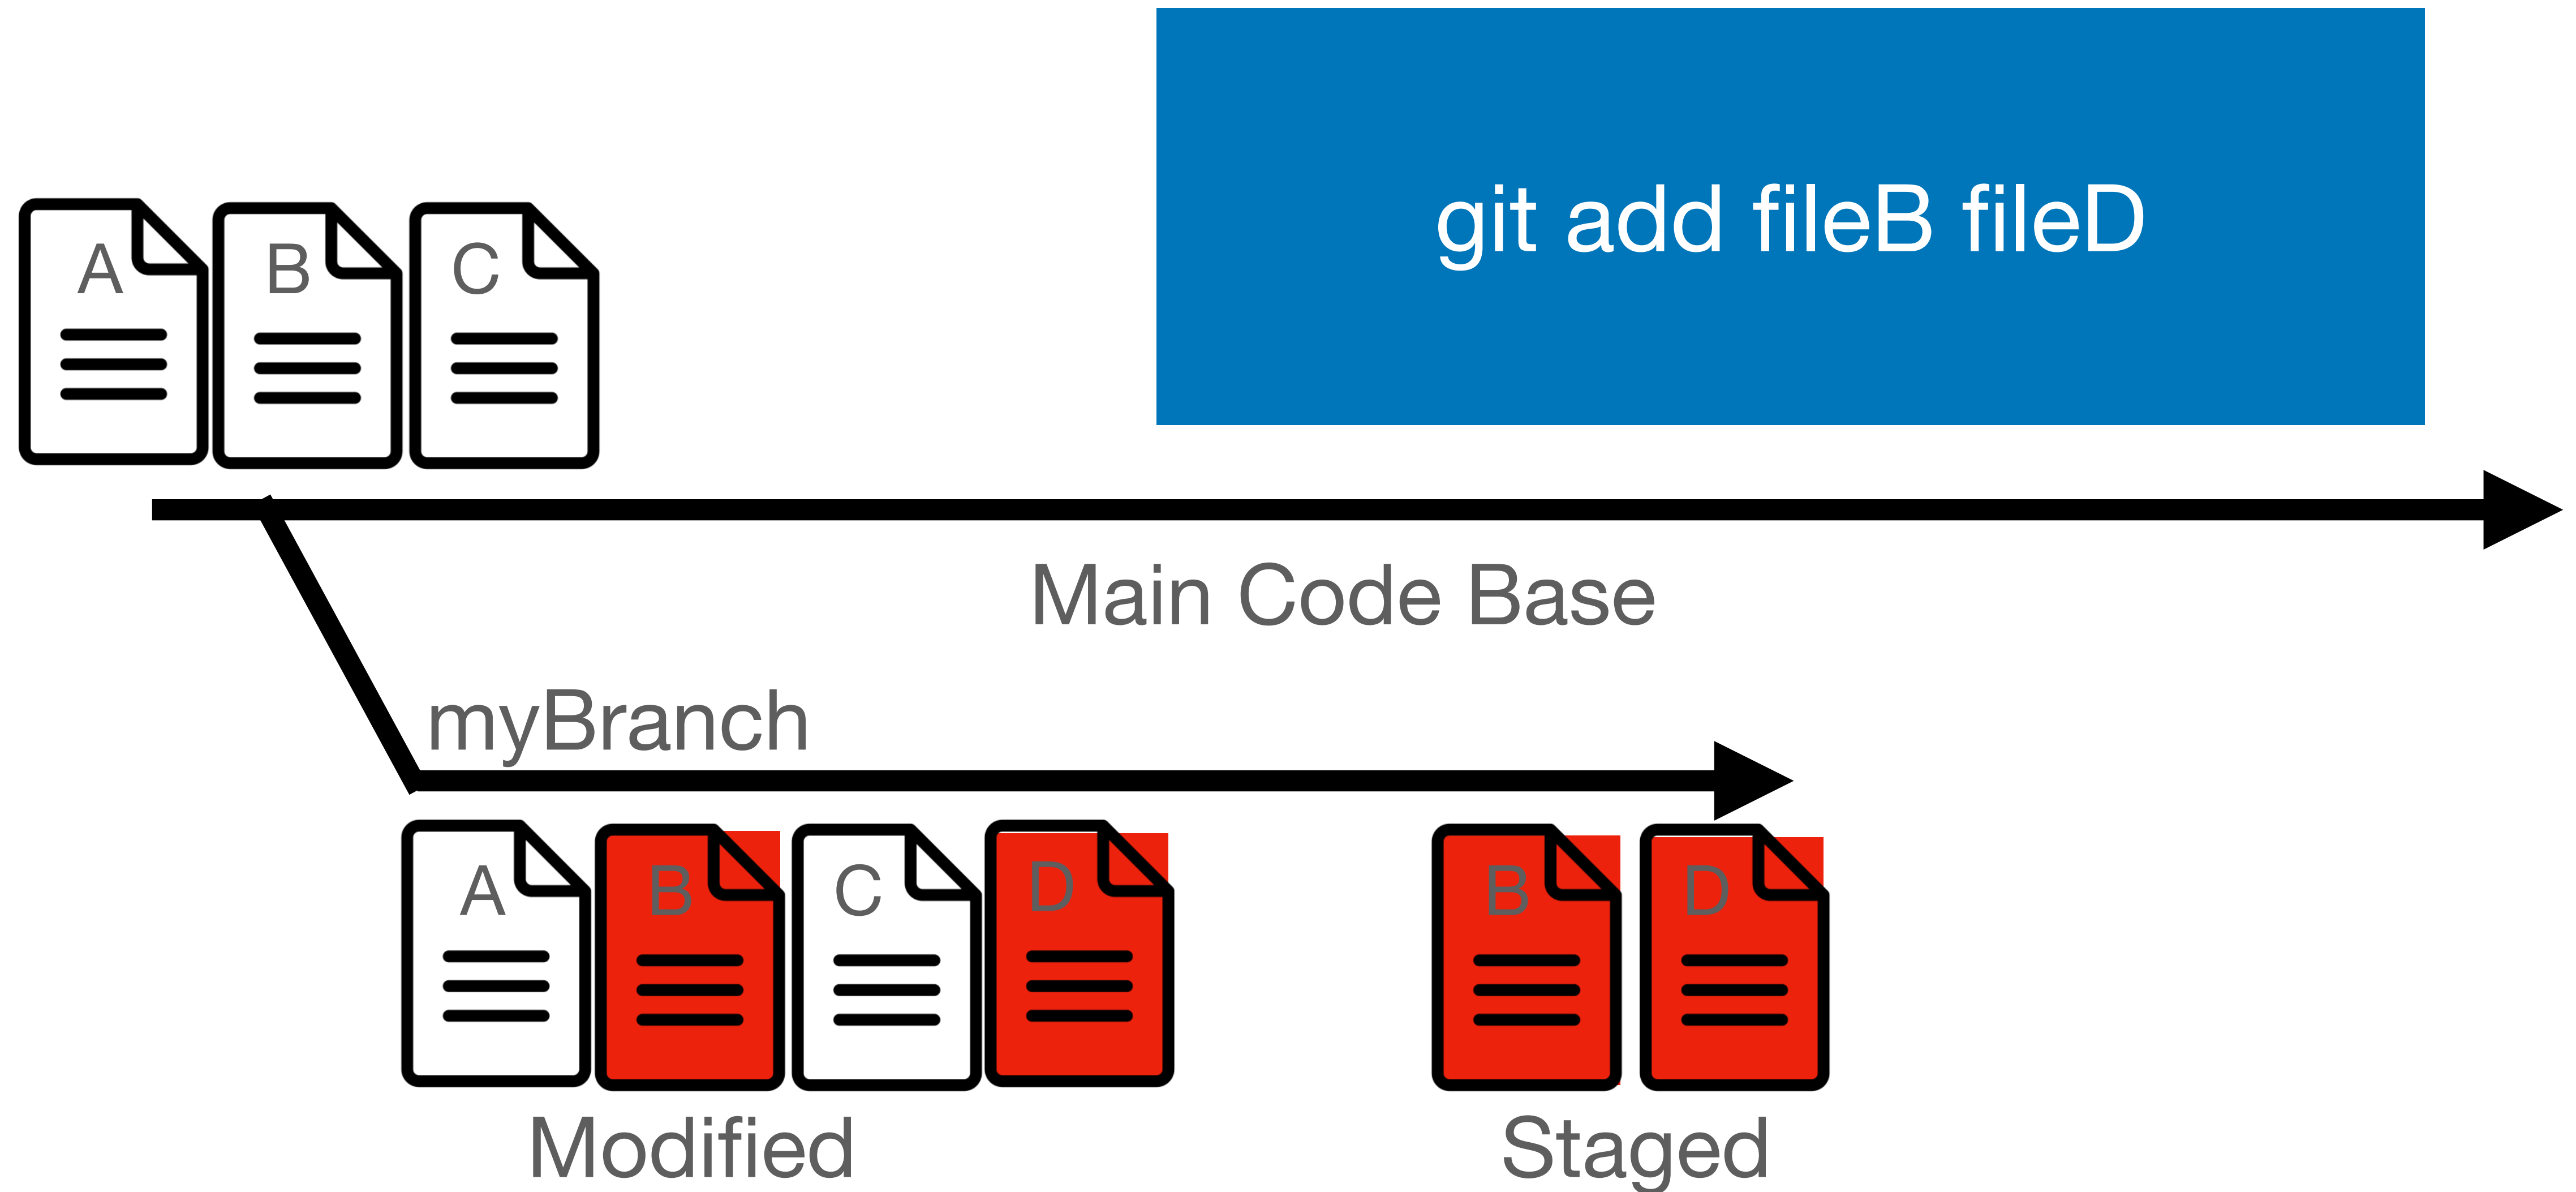 git add fileB fileD
A B C
Main Code Base
myBranch
A B C D B D
Modified Staged